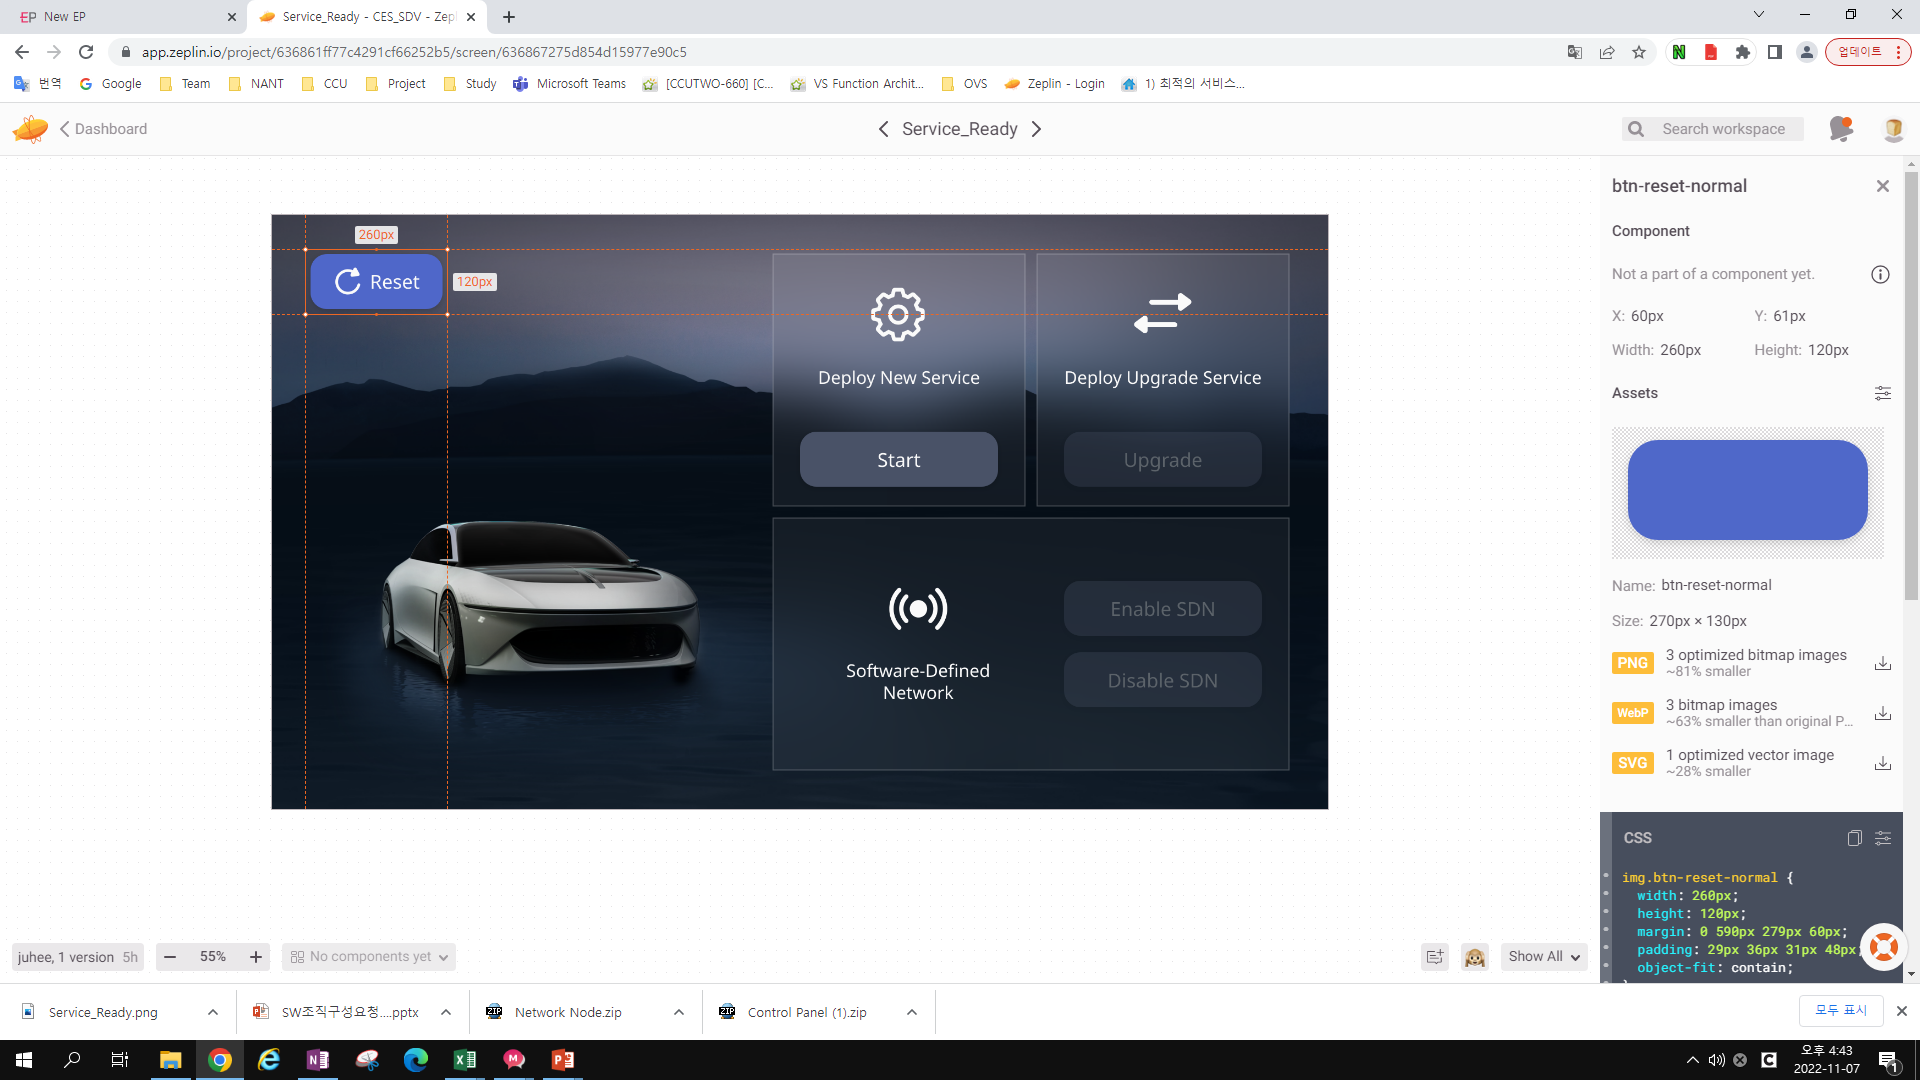 EP New EP
Service_Ready - CES_SDV - Zepl
app.zeplin.io/project/636861ff77c4291cf66252b5/screen/636867275d854d15977e90c5
업데이트
번역
Google
Team
NANT
CCU
Project
Study
Microsoft Teams
[CCUTWO-660] [C...
VS Function Archit...
OVS
Zeplin - Login
1) 최적의 서비스...
Dashboard
Service_Ready
Search workspace
260px
Reset
120px
Deploy New Service
Start
Deploy Upgrade Service
Upgrade
Software-Defined
Network
Enable SDN
Disable SDN
btn-reset-normal
Component
Not a part of a component yet.
X: 60px
Y: 61px
Width: 260px
Height: 120px
Assets
Name: btn-reset-normal
Size: 270px × 130px
PNG
3 optimized bitmap images
~81% smaller
WebP
3 bitmap images
~63% smaller than original P...
SVG
1 optimized vector image
~28% smaller
CSS
img.btn-reset-normal {
width: 260px;
height: 120px;
margin: 0 590px 279px 60px;
padding: 29px 36px 31px 48px;
object-fit: contain;
juhee, 1 version 5h
55%
No components yet
Show All
Service_Ready.png
SW조직구성요청....pptx
Network Node.zip
Control Panel (1).zip
모두 표시
오후 4:43
2022-11-07
1